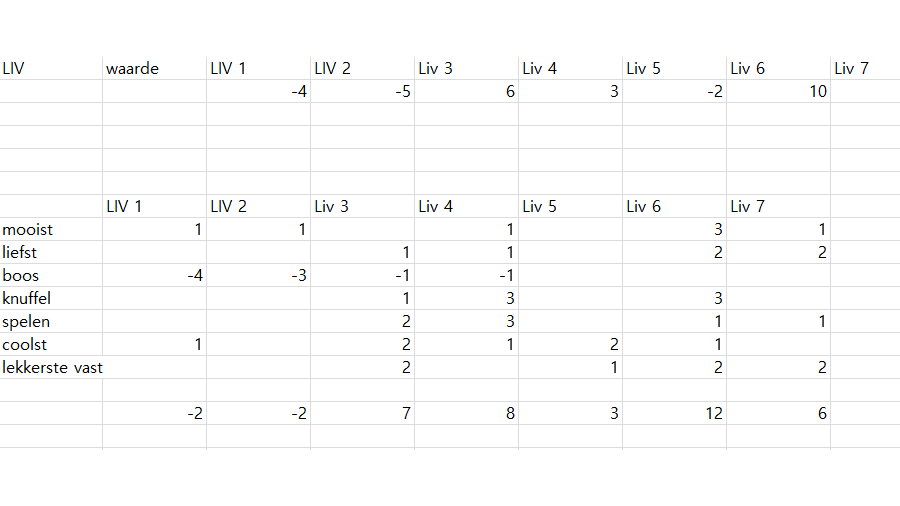 LIV waarde LIV 1 LIV 2 Liv 3 Liv 4 Liv 5 Liv 6 Liv 7
-4 -5 6 3 -2 10
LIV 1 LIV 2 Liv 3 Liv 4 Liv 5 Liv 6 Liv 7
mooist 1 1 1 3 1
liefst 1 1 2 2
boos -4 -3 -1 -1
knuffel 1 3 3
spelen 2 3 1 1
coolst 1 2 1 2 1
lekkerste vast 2 1 2 2
-2 -2 7 8 3 12 6